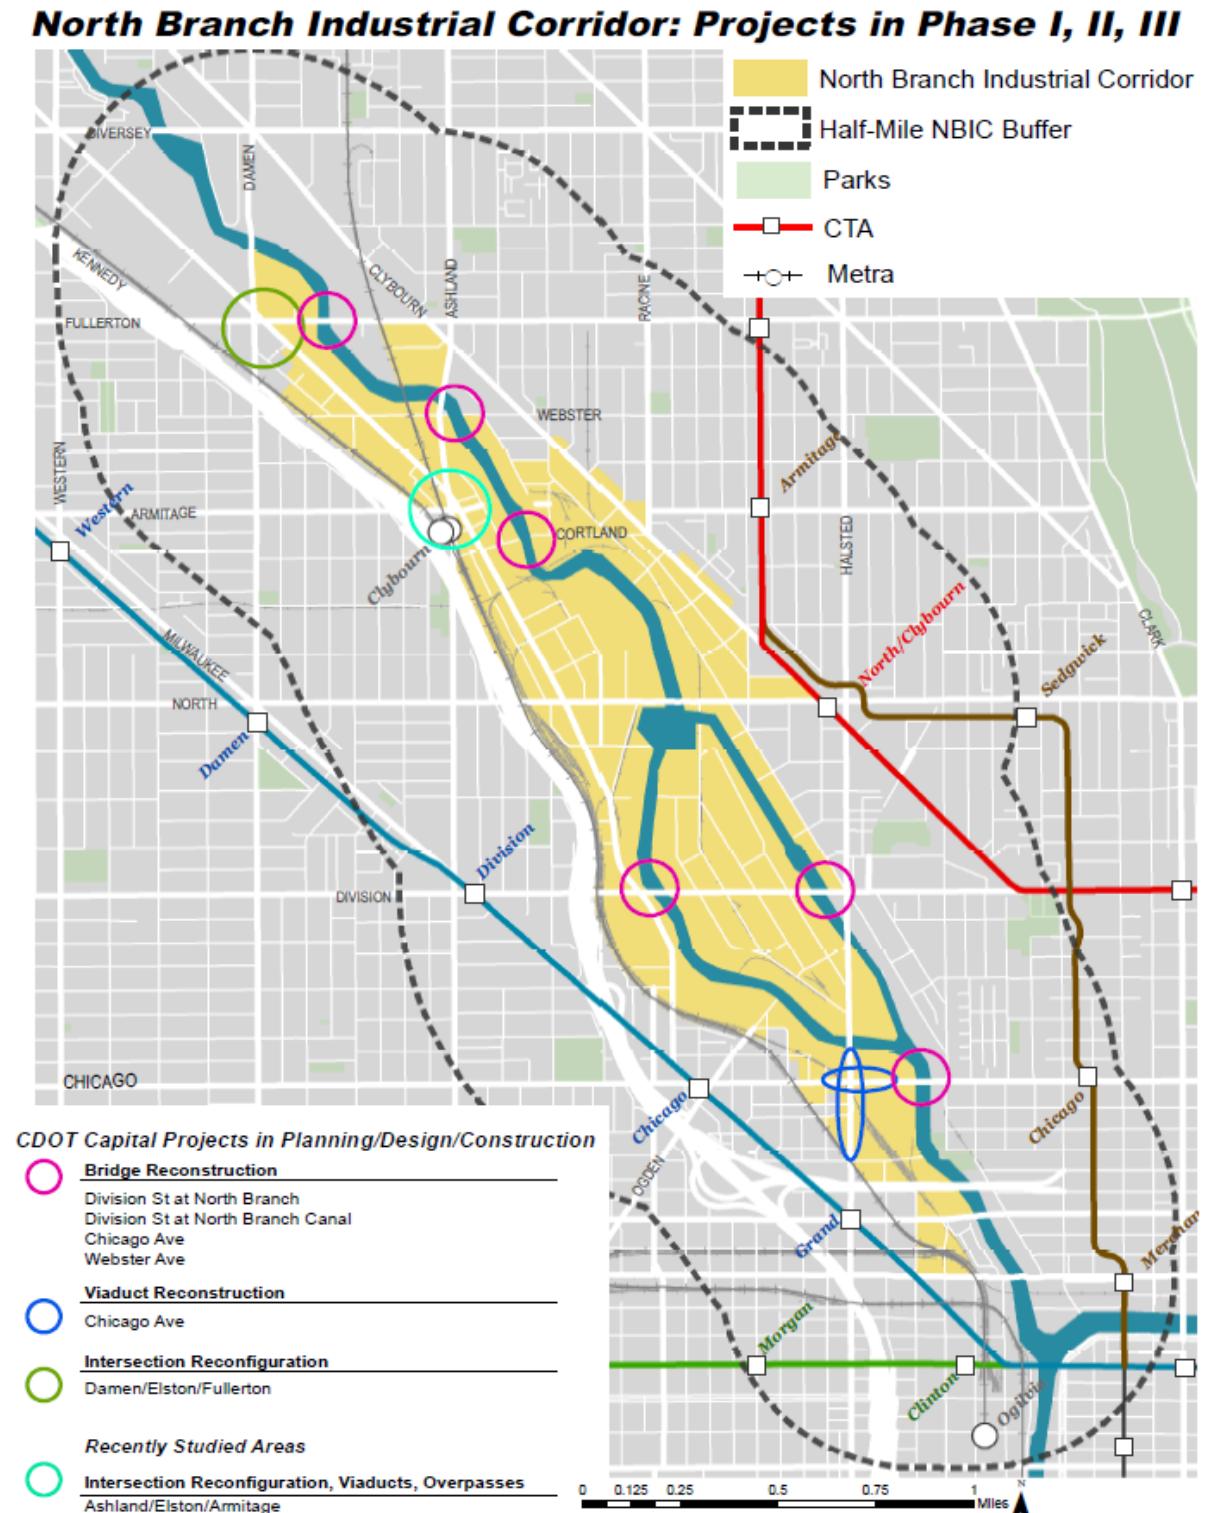 North Branch Industrial Corridor: Projects in Phase I, II, III
North Branch Industrial Corridor
Half-Mile NBIC Buffer
Parks
CTA
Metra
DIVERSEY
DAMEN
KENNEDY
CLYBOURN
ASHLAND
RACINE
FULLERTON
WEBSTER
Armitage
WESTERN
Western
ARMITAGE
CORTLAND
HALSTED
Clybourn
North/Clybourn
CLARK
MILWAUKEE
Sedgwick
NORTH
Damen
Division
DIVISION
CHICAGO
Chicago
Chicago
OGDEN
Grand
Morgan
Clinton
Ogilvie
CDOT Capital Projects in Planning/Design/Construction
Bridge Reconstruction
Division St at North Branch
Division St at North Branch Canal
Chicago Ave
Webster Ave
Viaduct Reconstruction
Chicago Ave
Intersection Reconfiguration
Damen/Elston/Fullerton
Recently Studied Areas
Intersection Reconfiguration, Viaducts, Overpasses
Ashland/Elston/Armitage
0 0.125 0.25 0.5 0.75 1
Miles
N